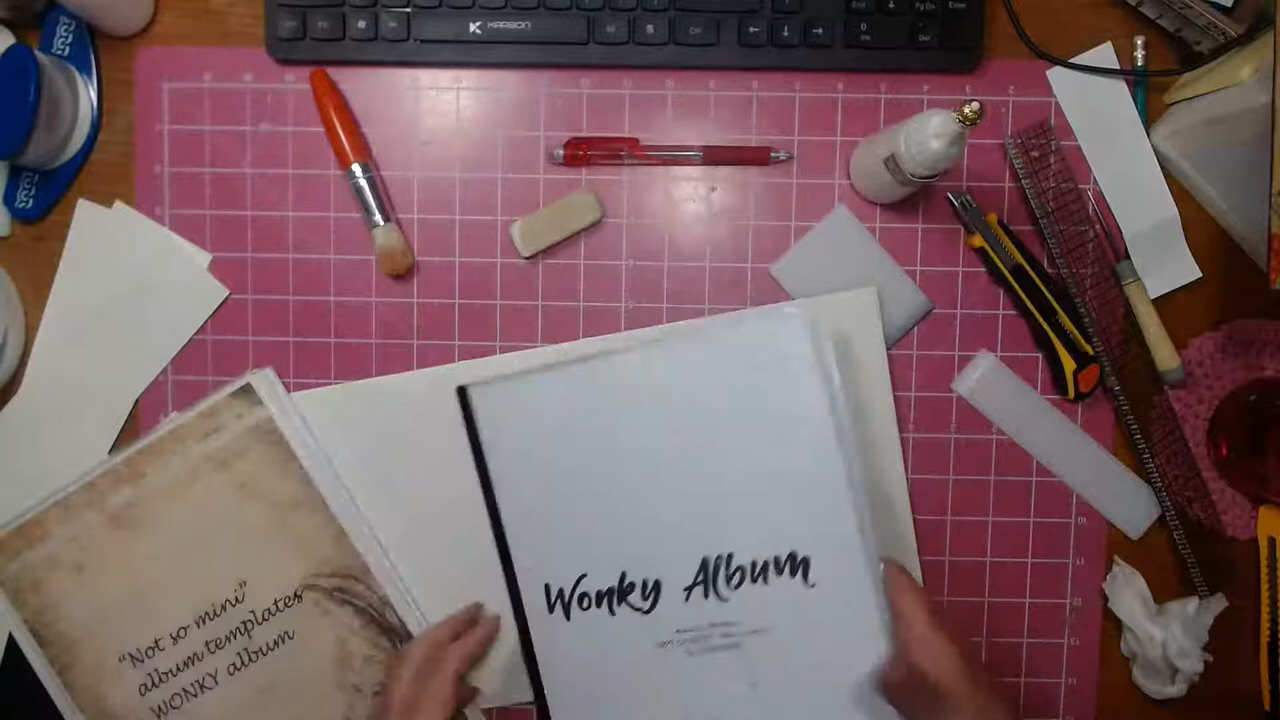 KARBON
Wonky Album
"Not so mini"
album templates
WONKY album